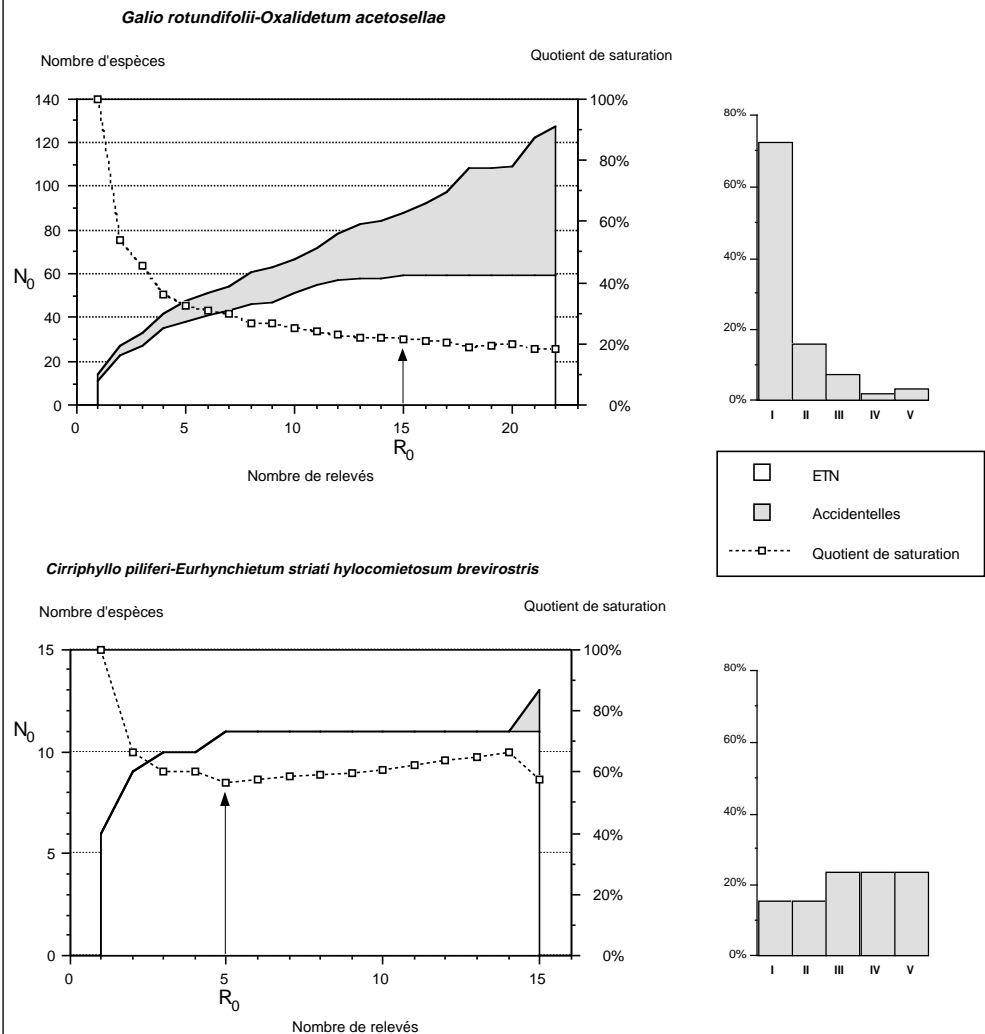 Galio rotundifolii-Oxalidetum acetosellae
Nombre d'espèces
Quotient de saturation
140
120
100
80
60
40
20
0
N0
100%
80%
60%
40%
20%
0%
0 5 10 15 20
R0
Nombre de relevés
80%
60%
40%
20%
0%
I II III IV V
ETN
Accidentelles
Quotient de saturation
Cirriphyllo piliferi-Eurhynchietum striati hylocomietosum brevirostris
Nombre d'espèces
Quotient de saturation
15
10
5
0
N0
100%
80%
60%
40%
20%
0%
0 5 10 15
R0
Nombre de relevés
80%
60%
40%
20%
0%
I II III IV V